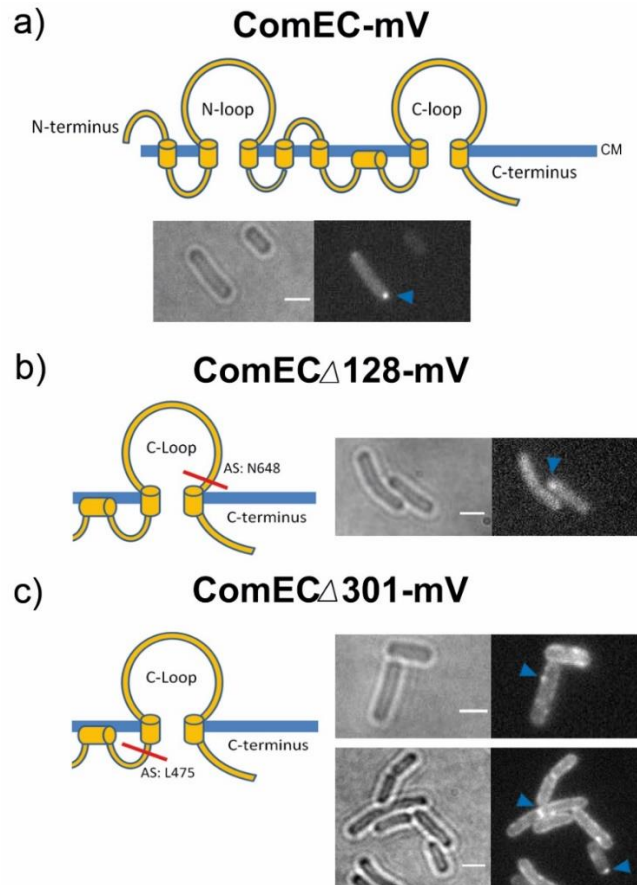 a)
ComEC-mV
N-terminus
N-loop
C-loop
CM
C-terminus
b)
ComEC△128-mV
C-Loop
AS: N648
C-terminus
c)
ComEC△301-mV
C-Loop
C-terminus
AS: L475